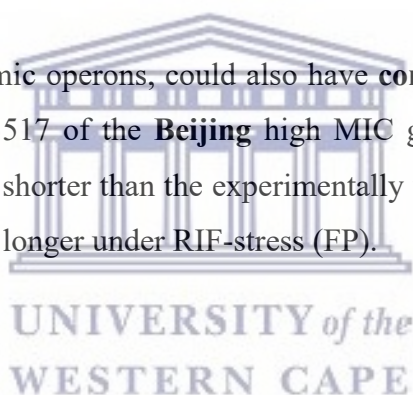 mic operons, could also have con
517 of the Beijing high MIC g
shorter than the experimentally
longer under RIF-stress (FP).
UNIVERSITY of the
WESTERN CAPE